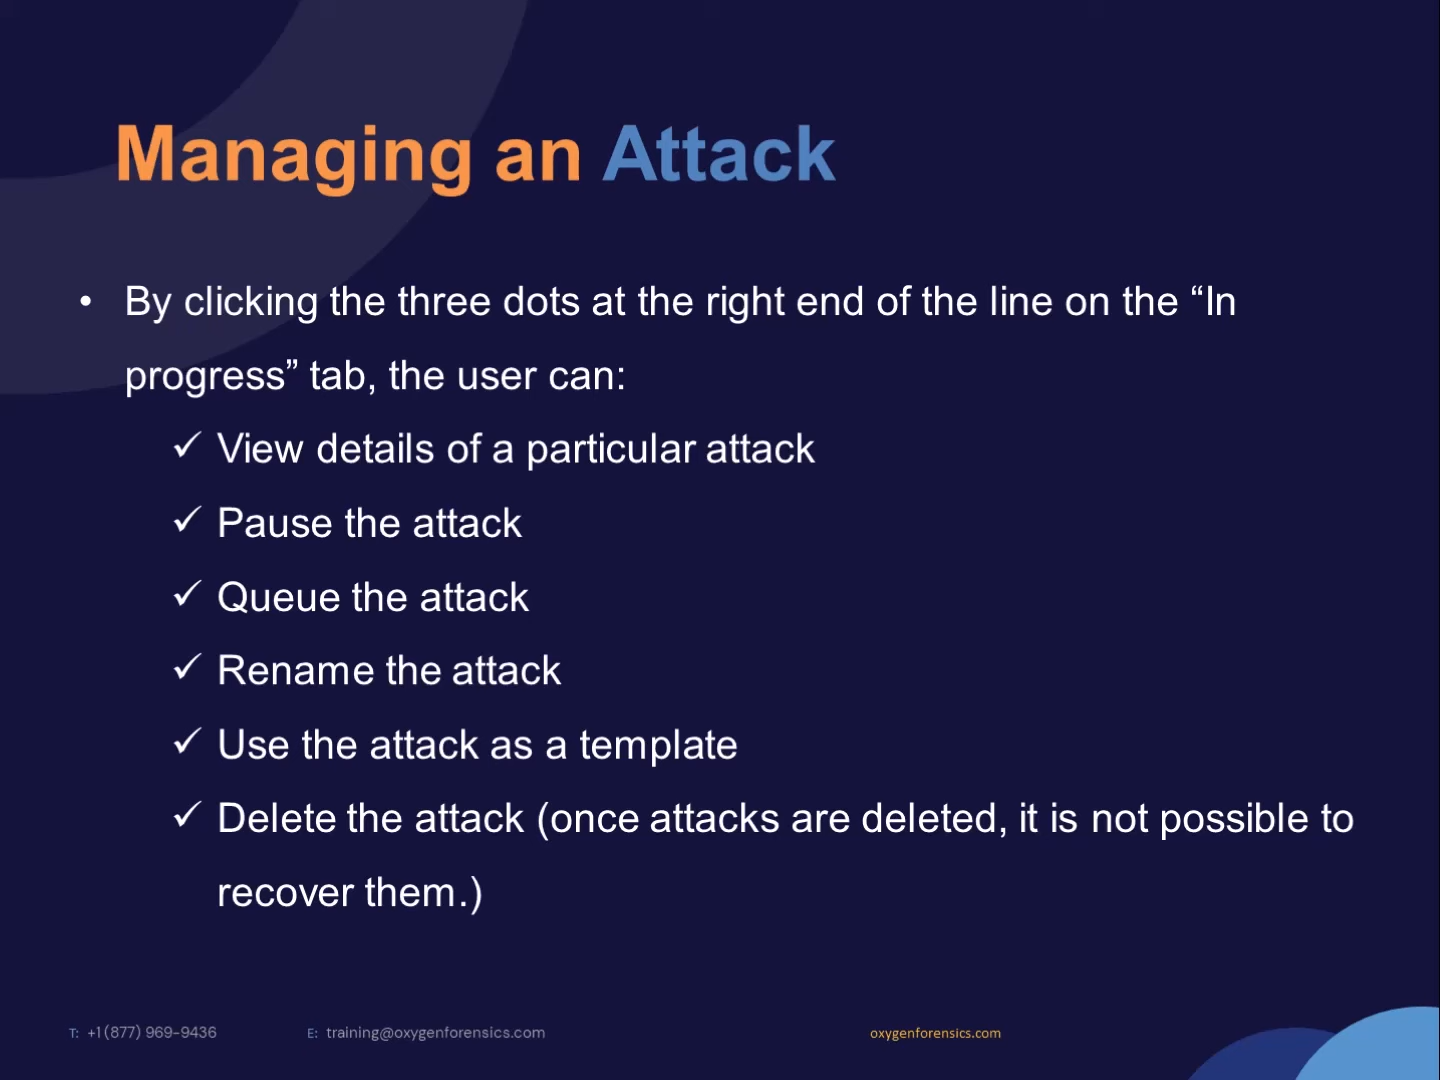 Managing an Attack
• By clicking the three dots at the right end of the line on the “In
progress” tab, the user can:
✓ View details of a particular attack
✓ Pause the attack
✓ Queue the attack
✓ Rename the attack
✓ Use the attack as a template
✓ Delete the attack (once attacks are deleted, it is not possible to
recover them.)
T: +1 (877) 969-9436 E: training@oxygenforensics.com oxygenforensics.com